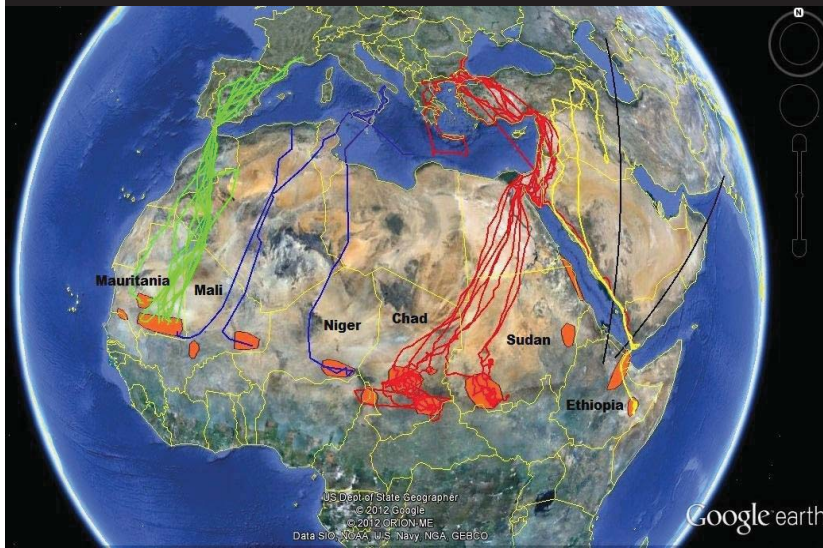 N
Mauritania
Mali
Niger
Chad
Sudan
Ethiopia
US Dept of State Geographer
© 2012 Google
© 2012 ORION-ME
Data SIO, NOAA, U.S. Navy, NGA, GEBCO
Google earth